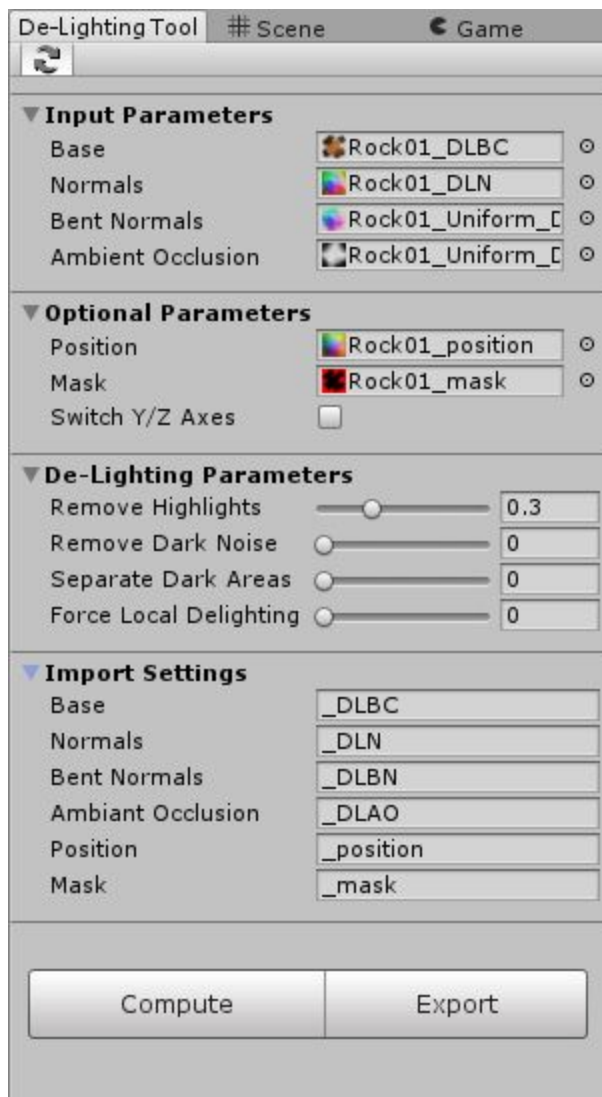 De-Lighting Tool Scene Game
Input Parameters
Base Rock01_DLBC
Normals Rock01_DLN
Bent Normals Rock01_Uniform_D
Ambient Occlusion Rock01_Uniform_D
Optional Parameters
Position Rock01_position
Mask Rock01_mask
Switch Y/Z Axes
De-Lighting Parameters
Remove Highlights 0.3
Remove Dark Noise 0
Separate Dark Areas 0
Force Local Delighting 0
Import Settings
Base _DLBC
Normals _DLN
Bent Normals _DLBN
Ambiant Occlusion _DLAO
Position _position
Mask _mask
Compute Export